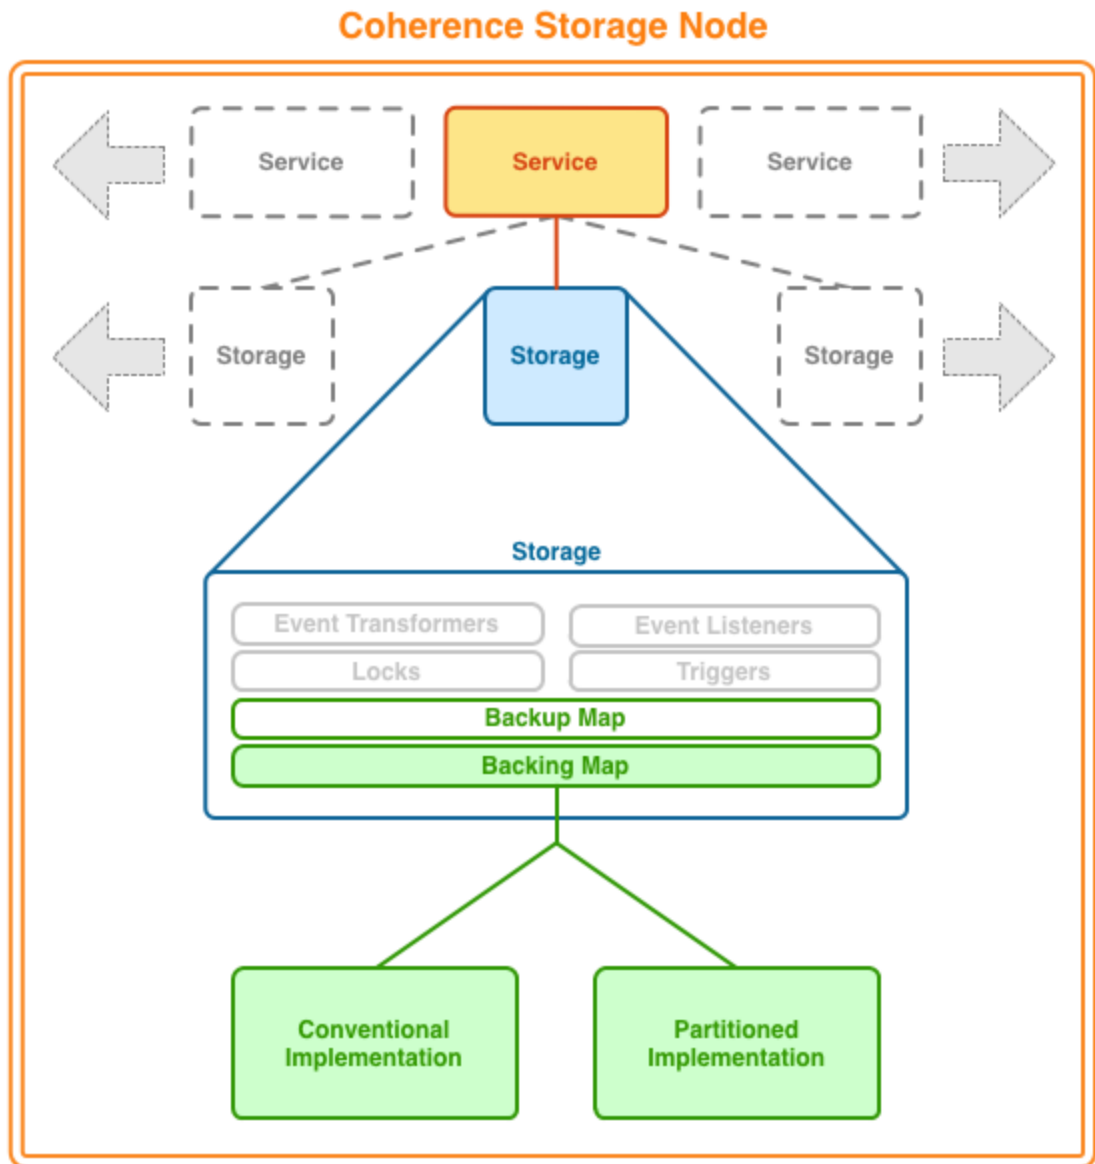 Coherence Storage Node
Service
Service
Service
Storage
Storage
Storage
Storage
Event Transformers
Event Listeners
Locks
Triggers
Backup Map
Backing Map
Conventional
Implementation
Partitioned
Implementation